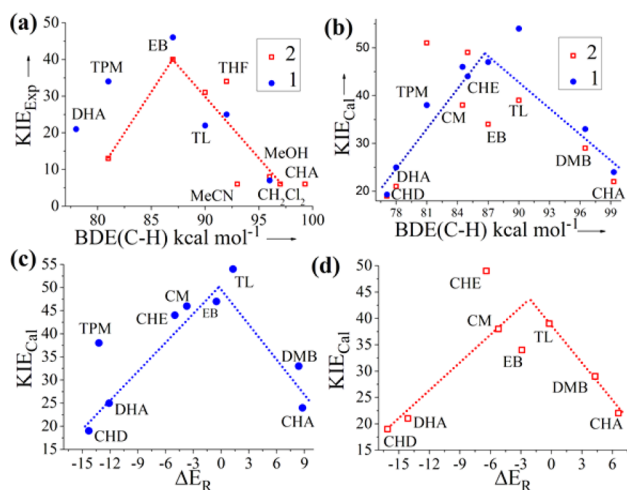 (a)
KIE_Exp
50
40
30
20
10
0
80
85
90
95
100
BDE(C-H) kcal mol⁻¹
2
1
DHA
TPM
EB
THF
TL
MeOH
CHA
MeCN
CH₂Cl₂
(b)
KIE_Cal
50
40
30
20
78
81
84
87
90
93
96
99
BDE(C-H) kcal mol⁻¹
2
1
TPM
CHE
CM
EB
TL
DHA
CHD
DMB
CHA
(c)
KIE_Cal
55
50
45
40
35
30
25
20
15
-15
-12
-9
-6
-3
0
3
6
9
ΔE_R
TPM
CM
CHE
TL
EB
DHA
CHD
DMB
CHA
(d)
KIE_Cal
50
45
40
35
30
25
20
15
-15
-12
-9
-6
-3
0
3
6
ΔE_R
CHE
CM
TL
EB
DHA
CHD
DMB
CHA